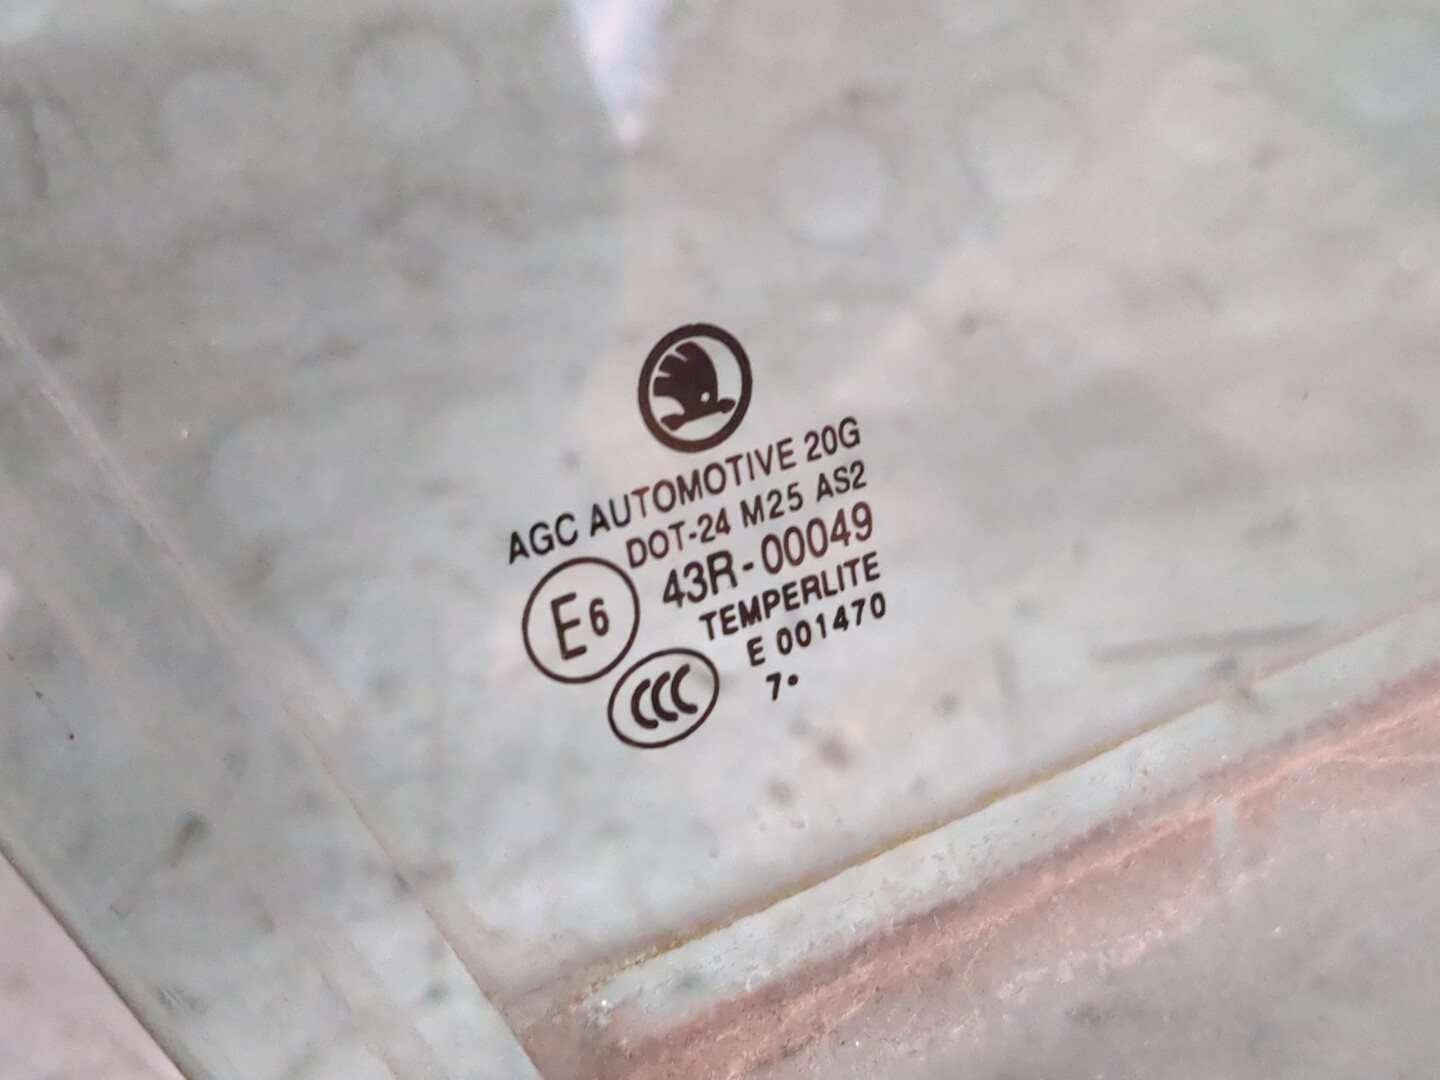 AGC AUTOMOTIVE 20G
DOT-24 M25 AS2
43R-00049
E6
TEMPERLITE
E 001470
CCC
7•